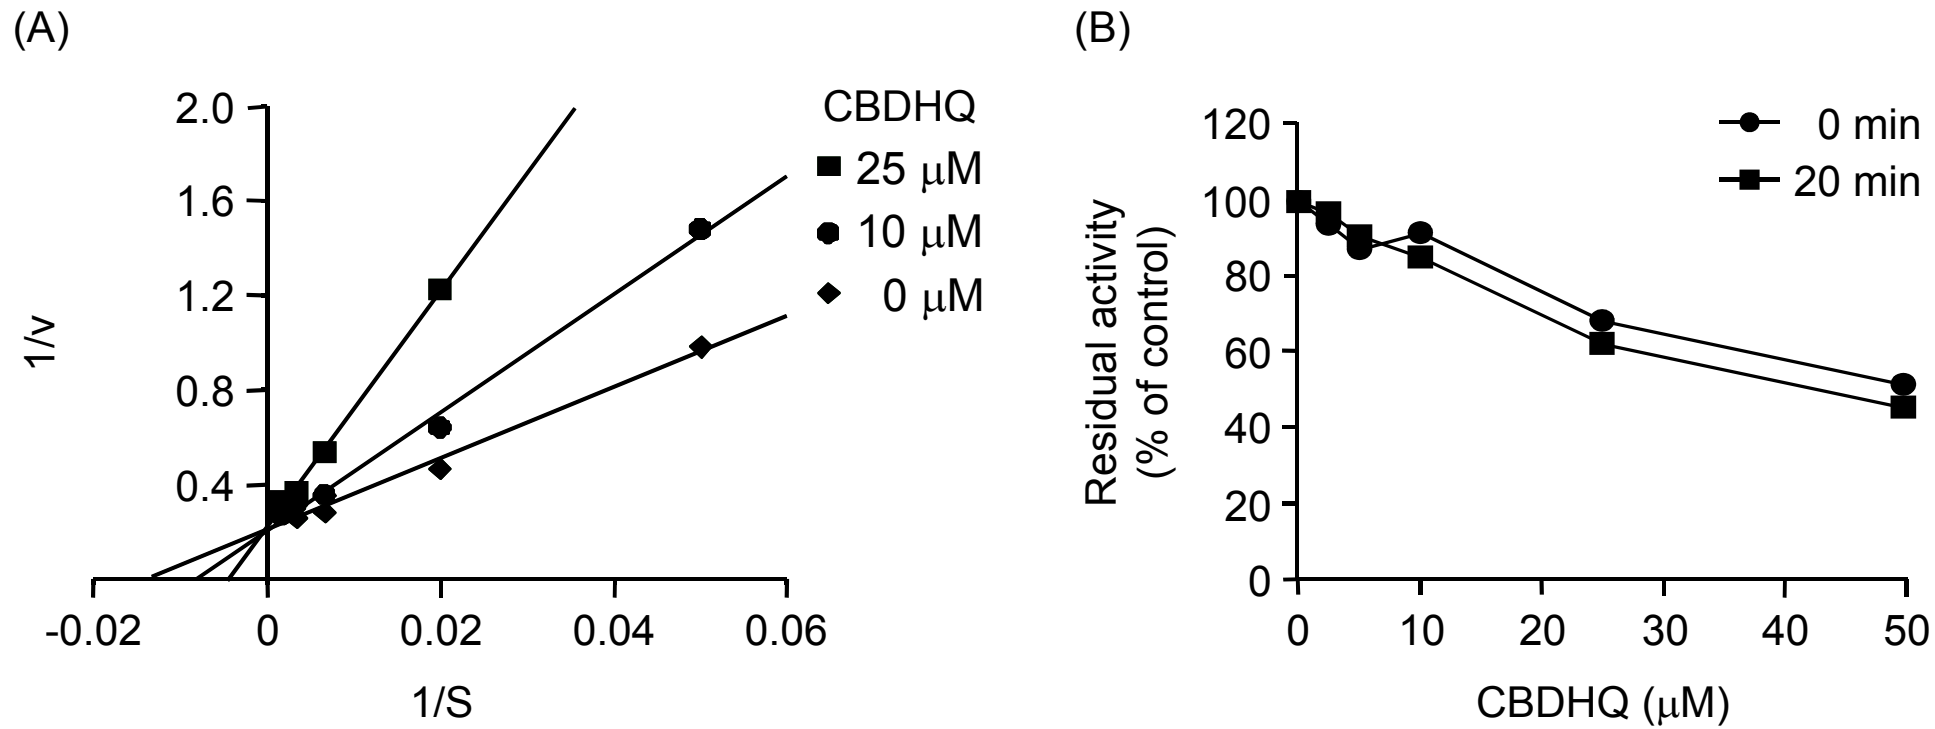 (A)
2.0
1.6
1.2
0.8
0.4
1/v
-0.02
0
0.02
0.04
0.06
1/S
CBDHQ
25 μM
10 μM
0 μM
(B)
120
100
80
60
40
20
0
Residual activity
(% of control)
0
10
20
30
40
50
CBDHQ (μM)
0 min
20 min